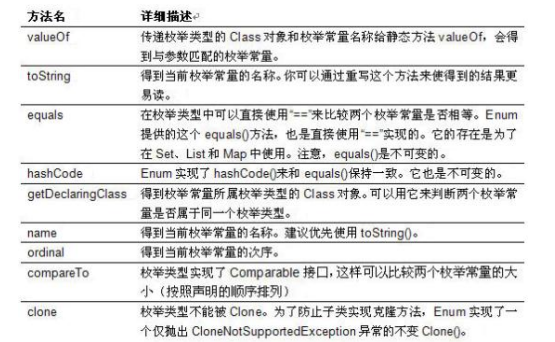 方法名 详细描述
valueOf 传递枚举类型的 Class 对象和枚举常量名称给静态方法 valueOf，会得
到与参数匹配的枚举常量。
toString 得到当前枚举常量的名称。你可以通过重写这个方法来使得到的结果更
易读。
equals 在枚举类型中可以直接使用“==”来比较两个枚举常量是否相等。Enum
提供的这个 equals()方法，也是直接使用“==”实现的。它的存在是为了
在 Set、List 和 Map 中使用。注意，equals()是不可变的。
hashCode Enum 实现了 hashCode()来和 equals()保持一致。它也是不可变的。
getDeclaringClass 得到枚举常量所属枚举类型的 Class 对象。可以用它来判断两个枚举常
量是否属于同一个枚举类型。
name 得到当前枚举常量的名称。建议优先使用 toString()。
ordinal 得到当前枚举常量的次序。
compareTo 枚举类型实现了 Comparable 接口，这样可以比较两个枚举常量的大
小（按照声明的顺序排列）
clone 枚举类型不能被 Clone。为了防止子类实现克隆方法，Enum 实现了一
个仅抛出 CloneNotSupportedException 异常的不变 Clone()。